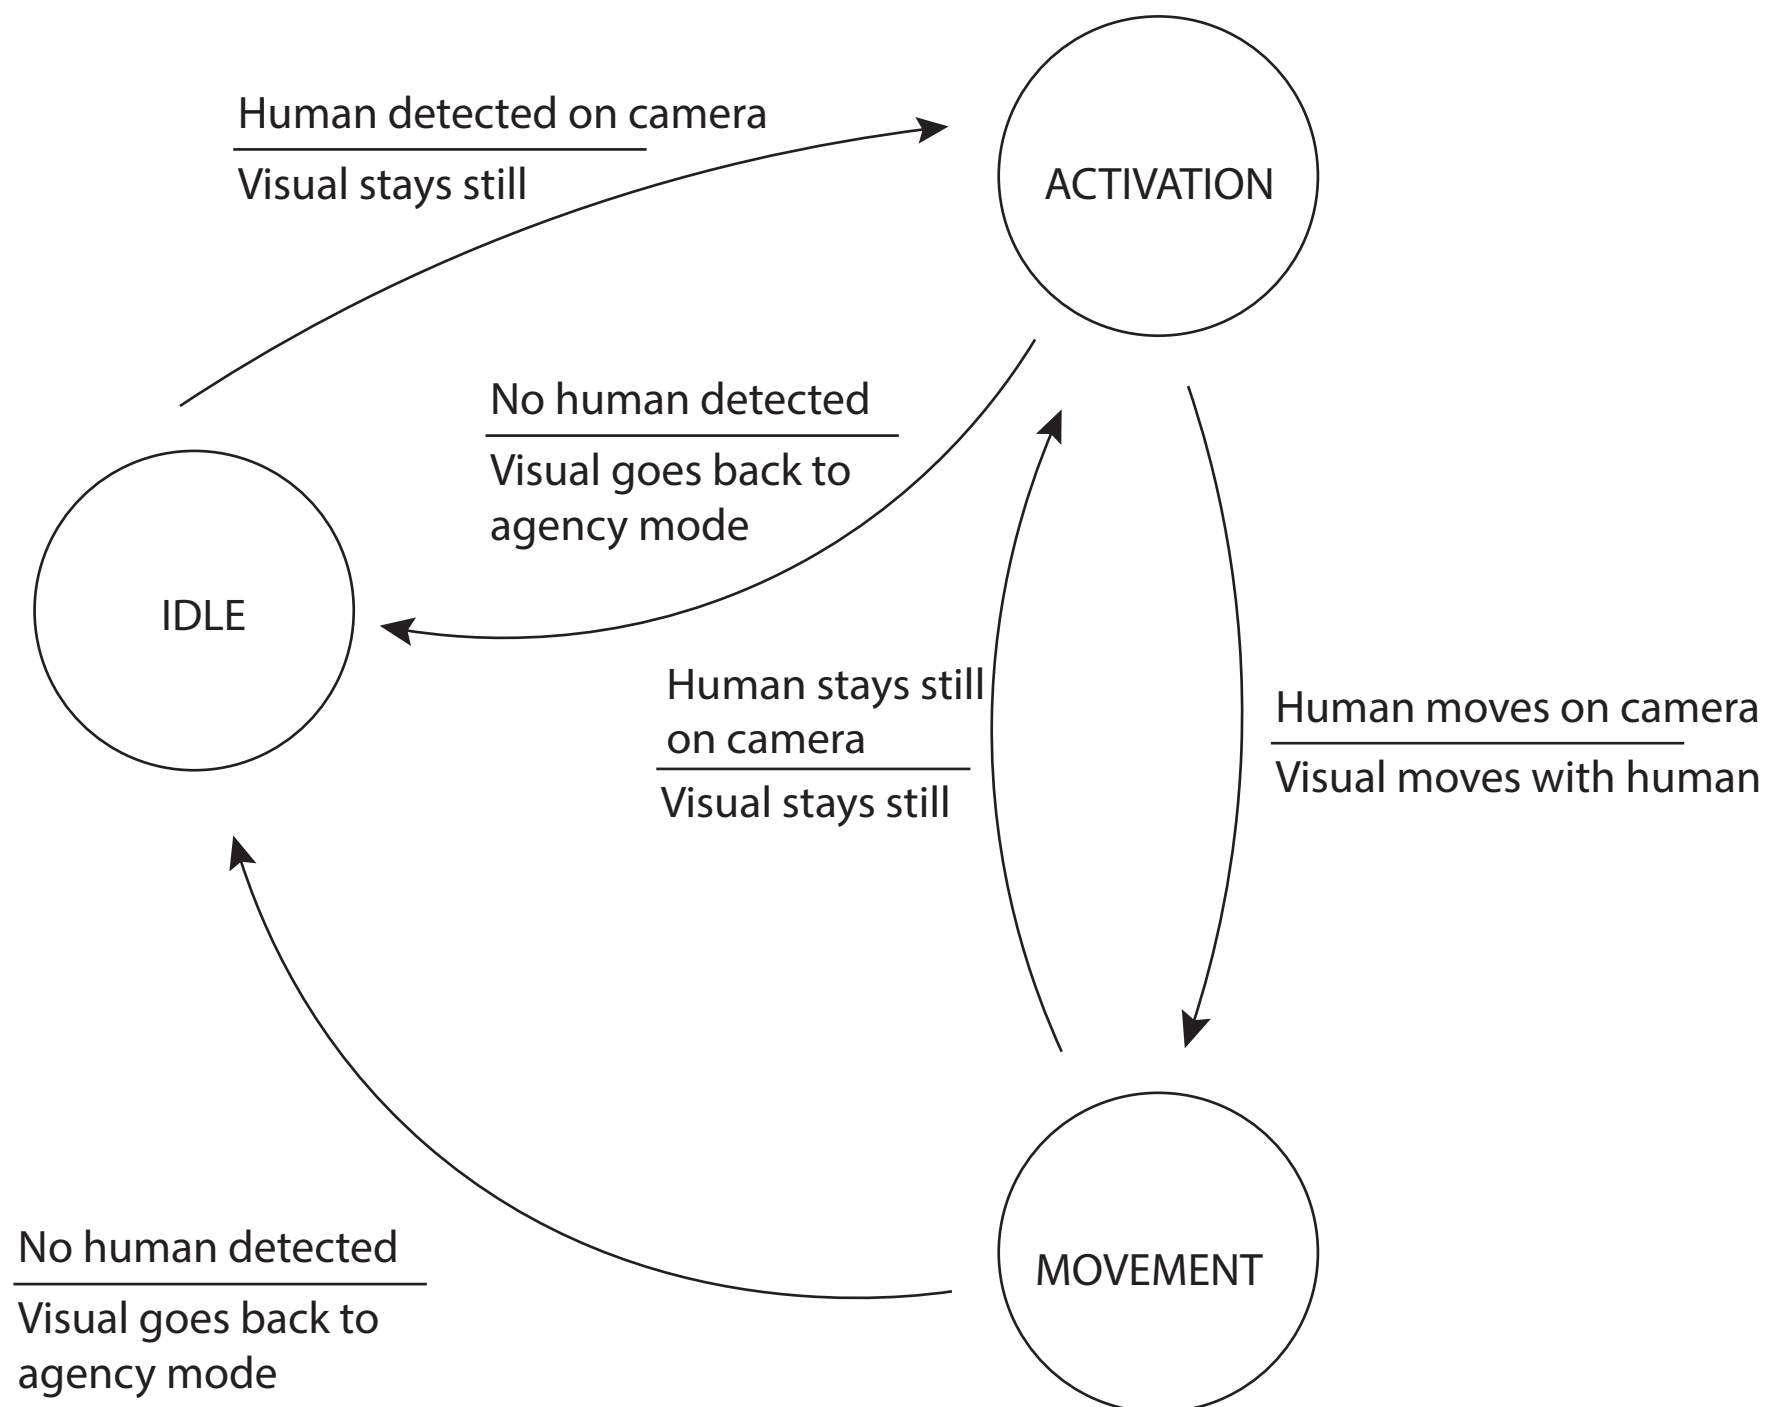 Human detected on camera
Visual stays still
ACTIVATION
No human detected
Visual goes back to
agency mode
IDLE
Human stays still
on camera
Visual stays still
Human moves on camera
Visual moves with human
No human detected
Visual goes back to
agency mode
MOVEMENT